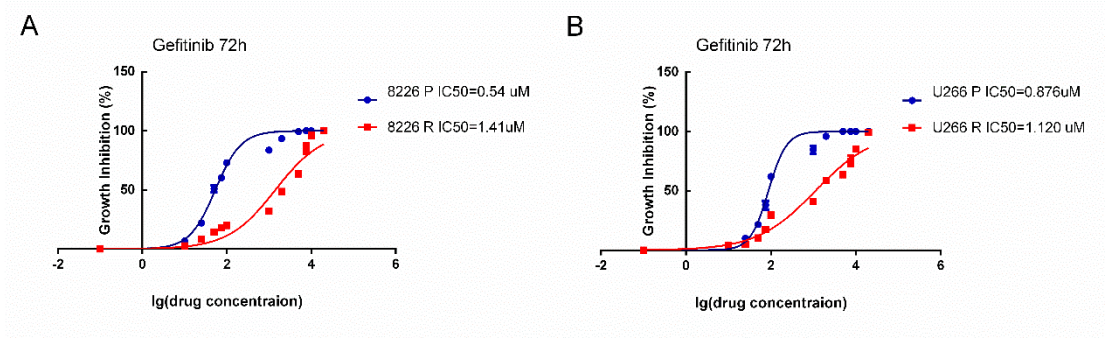 A
Gefitinib 72h
150
100
50
Growth Inhibition (%)
-2 0 2 4 6
lg(drug concentraion)
8226 P IC50=0.54 uM
8226 R IC50=1.41uM
B
Gefitinib 72h
150
100
50
Growth Inhibition (%)
-2 0 2 4 6
lg(drug concentraion)
U266 P IC50=0.876uM
U266 R IC50=1.120 uM